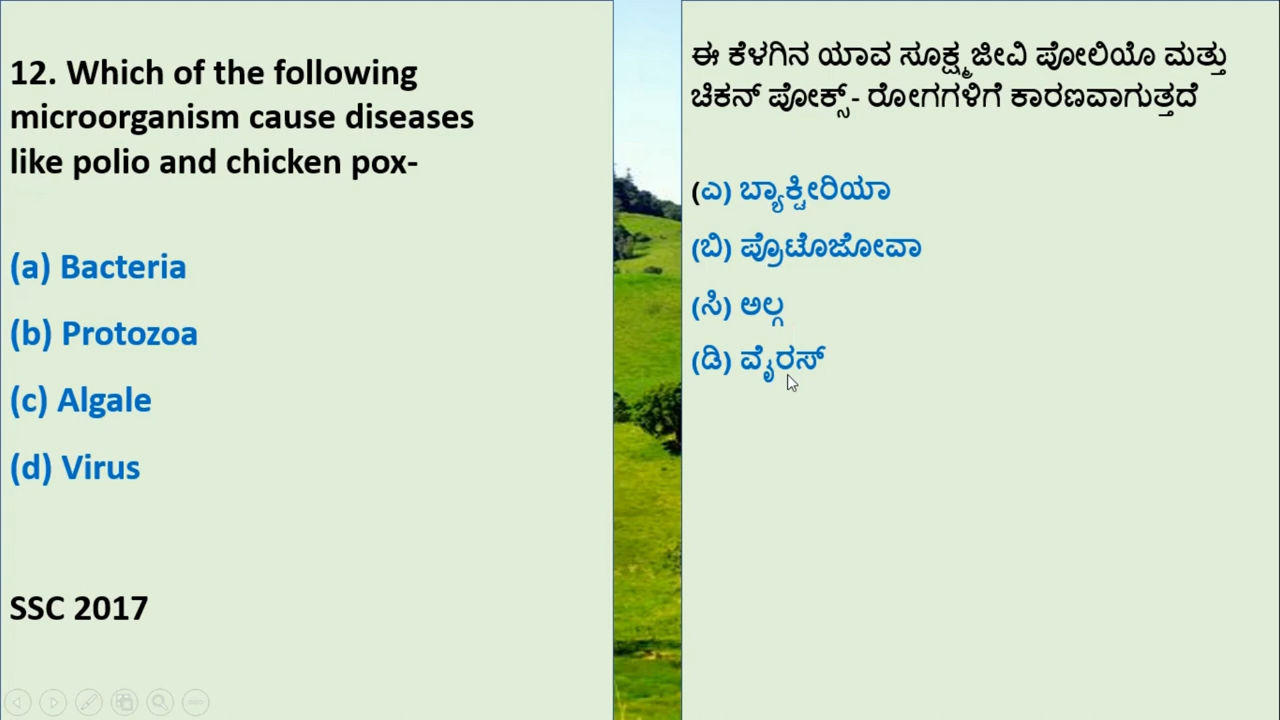 12. Which of the following
microorganism cause diseases
like polio and chicken pox-
(a) Bacteria
(b) Protozoa
(c) Algale
(d) Virus
SSC 2017
ಈ ಕೆಳಗಿನ ಯಾವ ಸೂಕ್ಷ್ಮಜೀವಿ ಪೋಲಿಯೊ ಮತ್ತು
ಚಿಕನ್ ಪೋಕ್ಸ್- ರೋಗಗಳಿಗೆ ಕಾರಣವಾಗುತ್ತದೆ
(ಎ) ಬ್ಯಾಕ್ಟೀರಿಯಾ
(ಬಿ) ಪ್ರೊಟೊಜೋವಾ
(ಸಿ) ಅಲ್ಗ
(ಡಿ) ವೈರಸ್